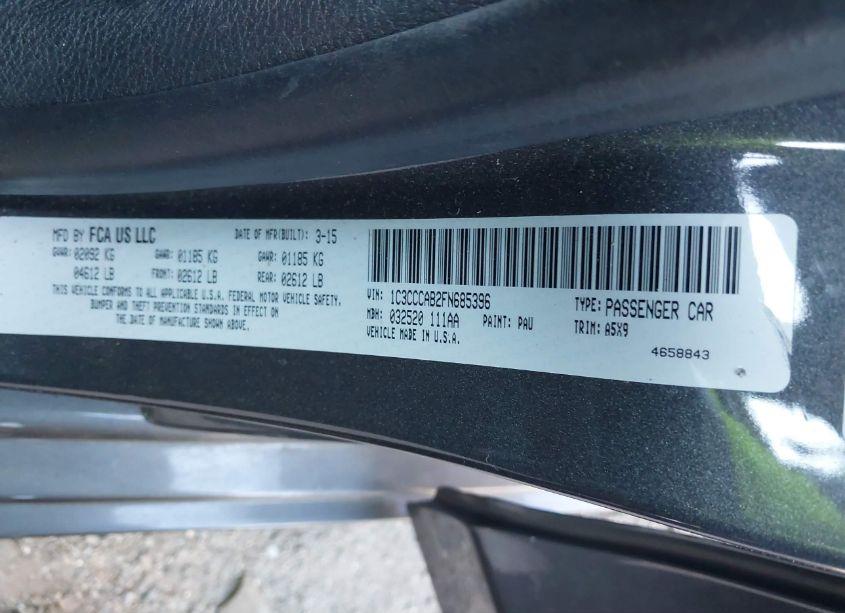 MFD BY FCA US LLC DATE OF MFR(BUILT): 3-15
GVWR: 02092 KG GAWR: 01185 KG GAWR: 01185 KG
04612 LB FRONT: 02612 LB REAR: 02612 LB
THIS VEHICLE CONFORMS TO ALL APPLICABLE U.S.A. FEDERAL MOTOR VEHICLE SAFETY,
BUMPER AND THEFT PREVENTION STANDARDS IN EFFECT ON
THE DATE OF MANUFACTURE SHOWN ABOVE.
VIN: 1C3CCCAB2FN685396 TYPE: PASSENGER CAR
MDH: 032520 111AA PAINT: PAU TRIM: A5X9
VEHICLE MADE IN U.S.A.
4658843